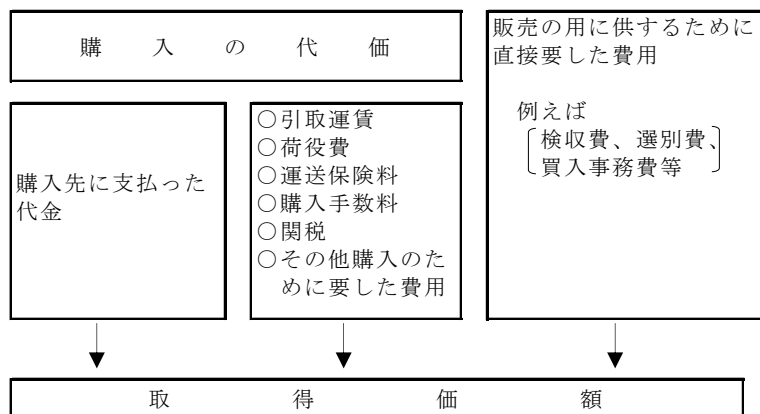 購入の代価
購入先に支払った
代金
○引取運賃
○荷役費
○運送保険料
○購入手数料
○関税
○その他購入のた
めに要した費用
販売の用に供するために
直接要した費用
例えば
検収費、選別費、
買入事務費等
取得価額